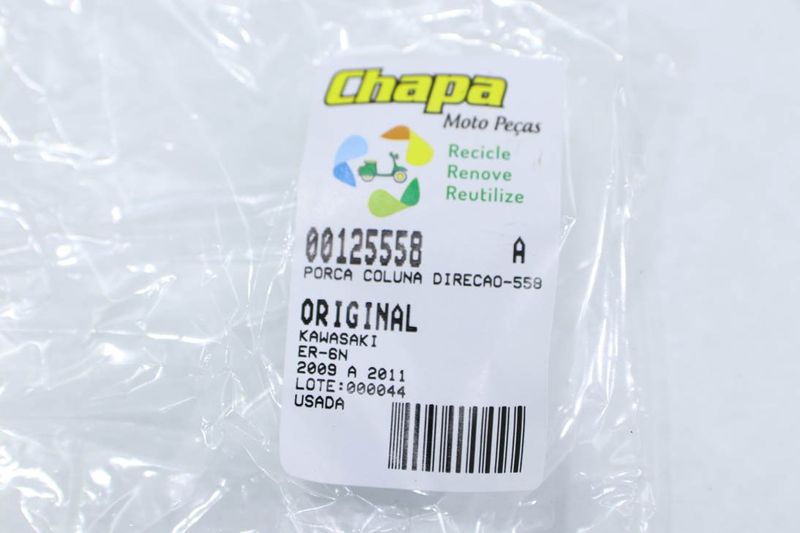 Chapa
Moto Peças
Recicle
Renove
Reutilize
00125558 A
PORCA COLUNA DIRECAO-558
ORIGINAL
KAWASAKI
ER-6N
2009 A 2011
LOTE:000044
USADA